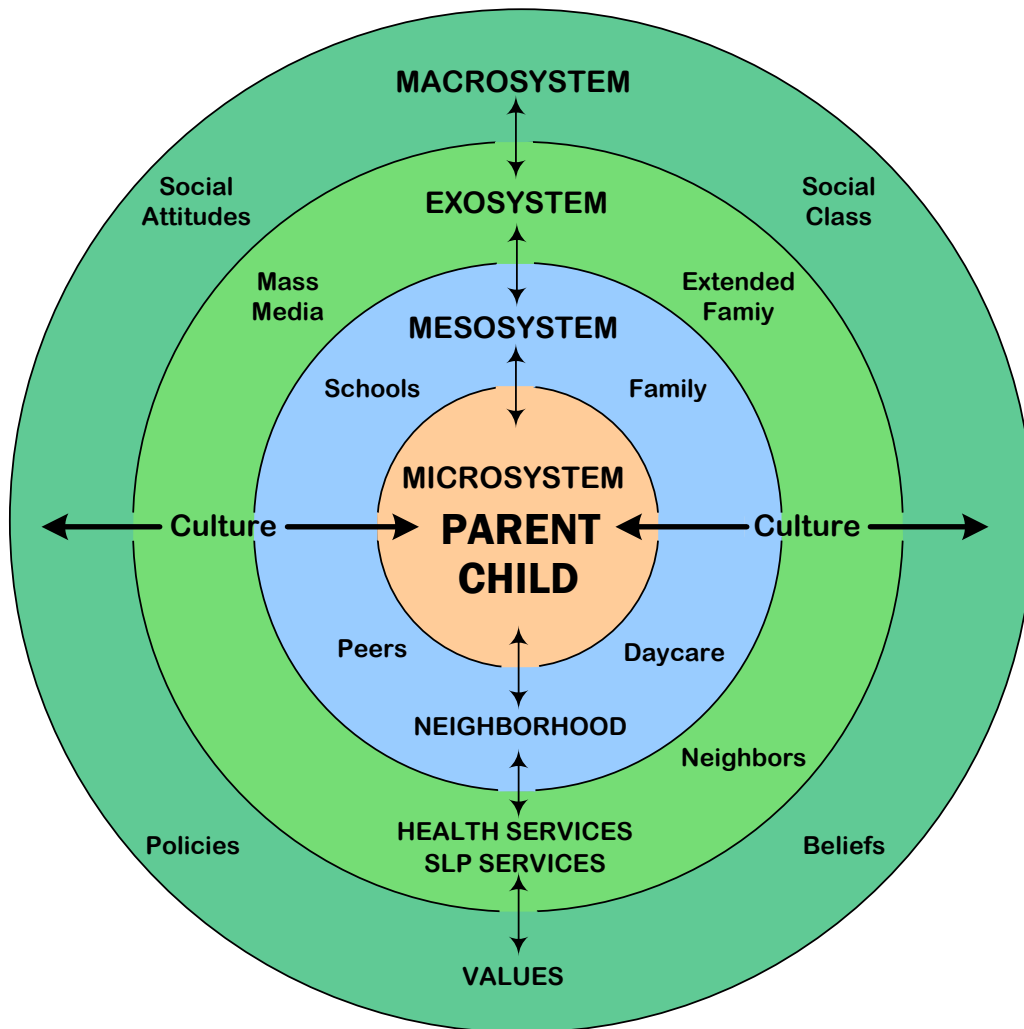 MACROSYSTEM
Social
Attitudes
Social
Class
EXOSYSTEM
Mass
Media
Extended
Famiy
MESOSYSTEM
Schools
Family
MICROSYSTEM
PARENT
CHILD
Culture
Culture
Peers
Daycare
NEIGHBORHOOD
Neighbors
HEALTH SERVICES
SLP SERVICES
Policies
Beliefs
VALUES